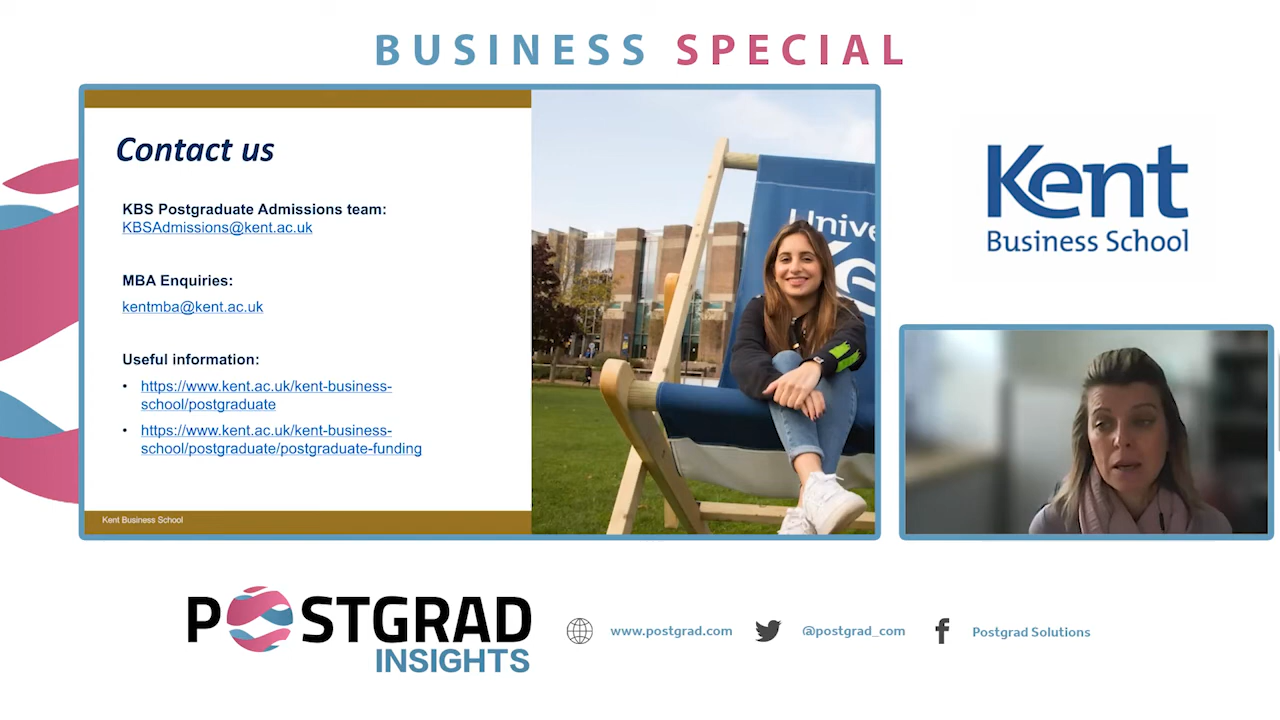 BUSINESS SPECIAL
Contact us
KBS Postgraduate Admissions team:
KBSAdmissions@kent.ac.uk
MBA Enquiries:
kentmba@kent.ac.uk
Useful information:
• https://www.kent.ac.uk/kent-business-
school/postgraduate
• https://www.kent.ac.uk/kent-business-
school/postgraduate/postgraduate-funding
Kent Business School
Unive
Ke
Kent
Business School
POSTGRAD
INSIGHTS
www.postgrad.com
@postgrad_com
Postgrad Solutions